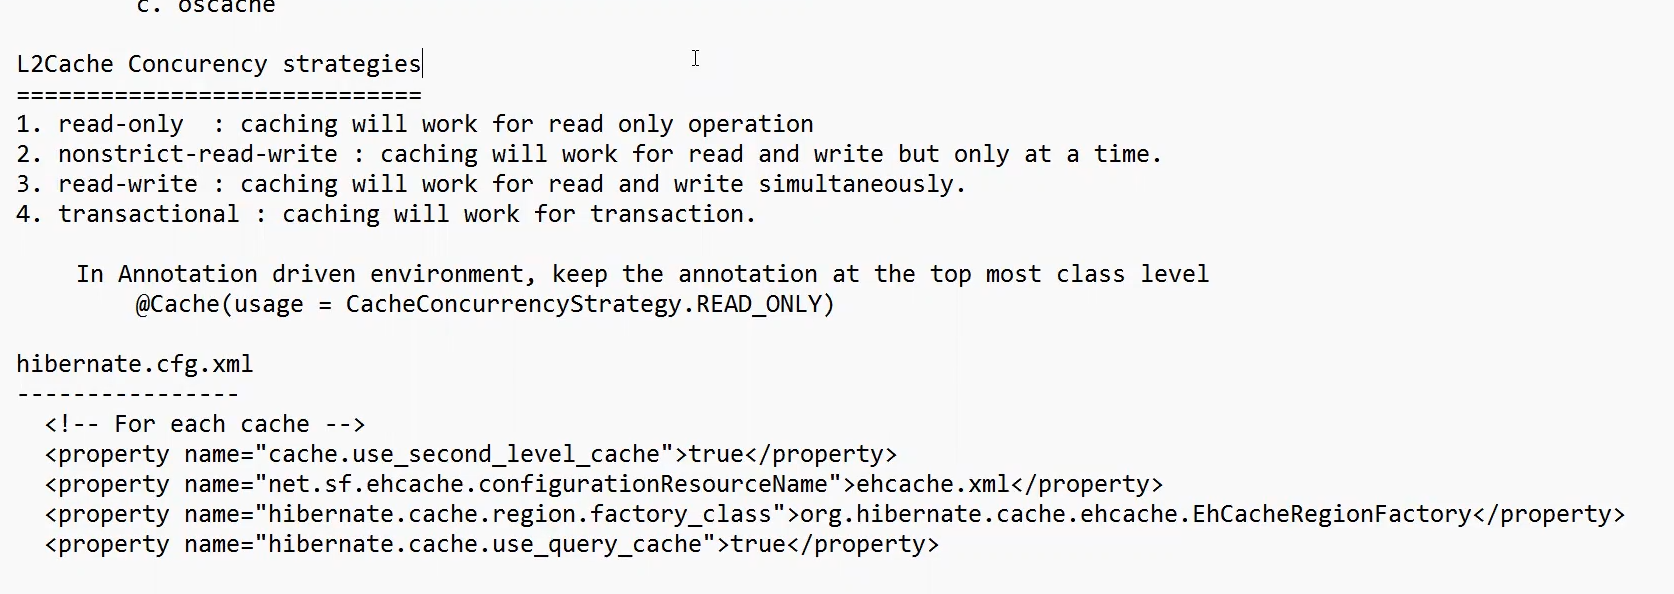 c. oscache
L2Cache Concurency strategies
=============================
1. read-only  : caching will work for read only operation
2. nonstrict-read-write : caching will work for read and write but only at a time.
3. read-write : caching will work for read and write simultaneously.
4. transactional : caching will work for transaction.
In Annotation driven environment, keep the annotation at the top most class level
@Cache(usage = CacheConcurrencyStrategy.READ_ONLY)
hibernate.cfg.xml
----------------
<!-- For each cache -->
<property name="cache.use_second_level_cache">true</property>
<property name="net.sf.ehcache.configurationResourceName">ehcache.xml</property>
<property name="hibernate.cache.region.factory_class">org.hibernate.cache.ehcache.EhCacheRegionFactory</property>
<property name="hibernate.cache.use_query_cache">true</property>